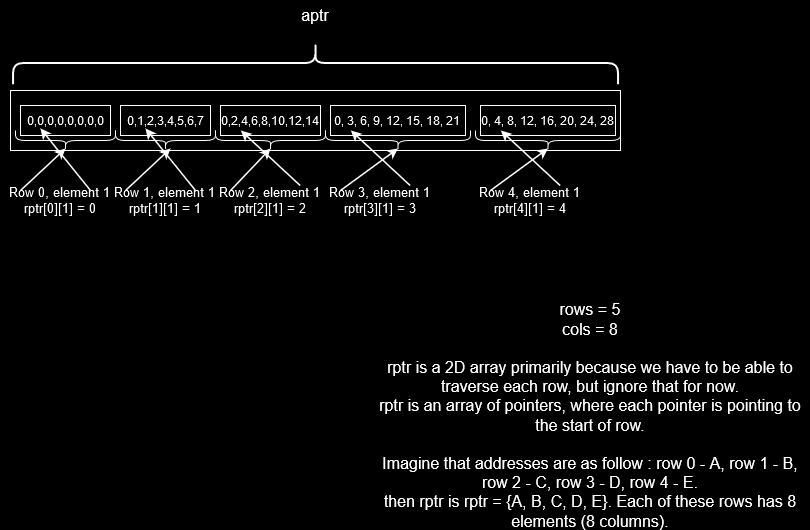 aptr
0,0,0,0,0,0,0,0 0,1,2,3,4,5,6,7 0,2,4,6,8,10,12,14 0, 3, 6, 9, 12, 15, 18, 21 0, 4, 8, 12, 16, 20, 24, 28
Row 0, element 1 Row 1, element 1 Row 2, element 1 Row 3, element 1 Row 4, element 1
rptr[0][1] = 0 rptr[1][1] = 1 rptr[2][1] = 2 rptr[3][1] = 3 rptr[4][1] = 4
rows = 5
cols = 8
rptr is a 2D array primarily because we have to be able to
traverse each row, but ignore that for now.
rptr is an array of pointers, where each pointer is pointing to
the start of row.
Imagine that addresses are as follow : row 0 - A, row 1 - B,
row 2 - C, row 3 - D, row 4 - E.
then rptr is rptr = {A, B, C, D, E}. Each of these rows has 8
elements (8 columns).